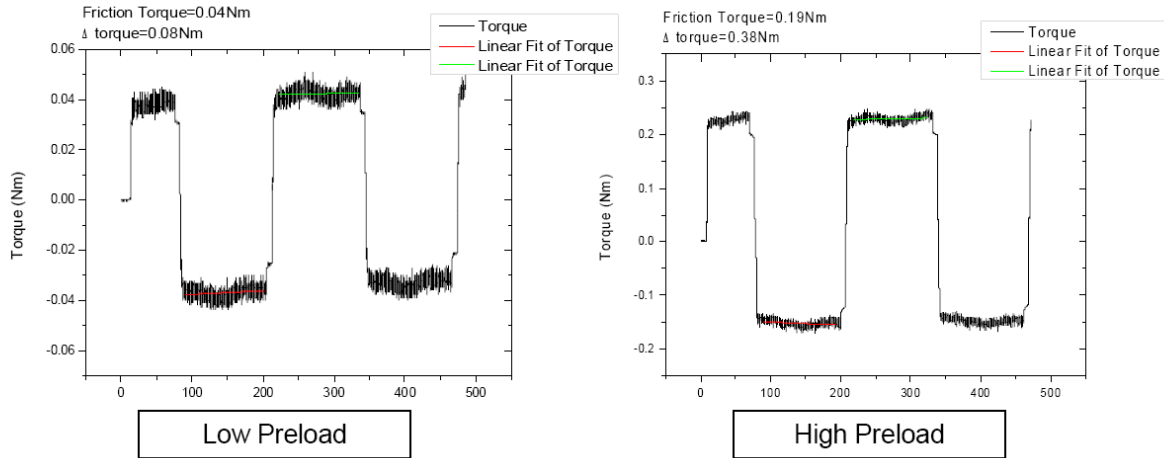 Friction Torque=0.04Nm
Δ torque=0.08Nm
Torque
Linear Fit of Torque
Linear Fit of Torque
0.06
0.04
0.02
0.00
-0.02
-0.04
-0.06
Torque (Nm)
0 100 200 300 400 500
Low Preload
Friction Torque=0.19Nm
Δ torque=0.38Nm
Torque
Linear Fit of Torque
Linear Fit of Torque
0.3
0.2
0.1
0.0
-0.1
-0.2
Torque (Nm)
0 100 200 300 400 500
High Preload